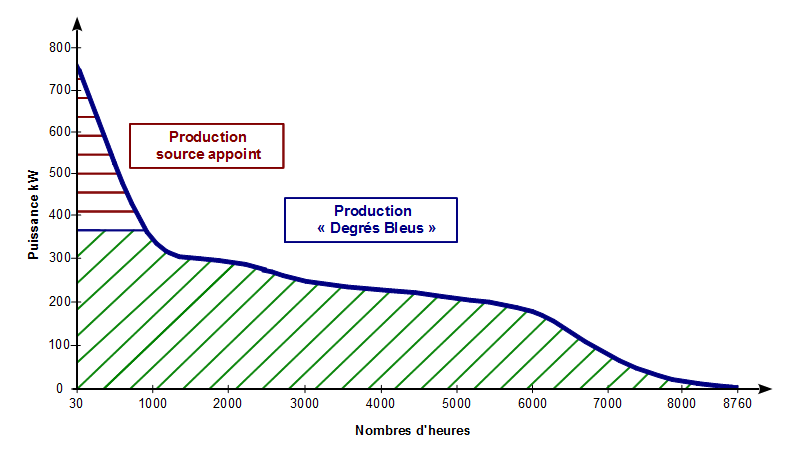 800
700
600
500
400
300
200
100
0
Puissance kW
Production
source appoint
Production
« Degrés Bleus »
30 1000 2000 3000 4000 5000 6000 7000 8000 8760
Nombres d'heures